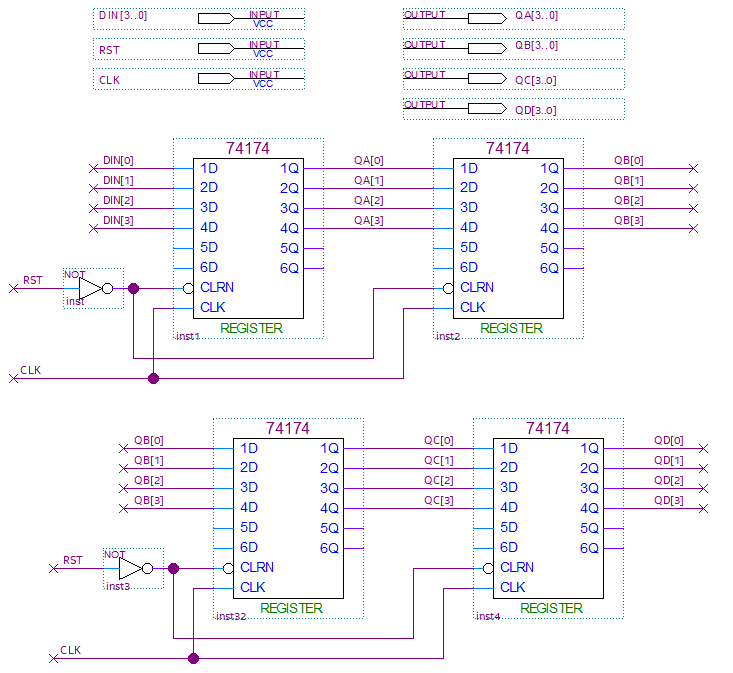 DIN[3..0] INPUT VCC
OUTPUT QA[3..0]
RST INPUT VCC
OUTPUT QB[3..0]
CLK INPUT VCC
OUTPUT QC[3..0]
OUTPUT QD[3..0]
74174 74174
DIN[0] 1D 1Q QA[0] 1D 1Q QB[0]
DIN[1] 2D 2Q QA[1] 2D 2Q QB[1]
DIN[2] 3D 3Q QA[2] 3D 3Q QB[2]
DIN[3] 4D 4Q QA[3] 4D 4Q QB[3]
5D 5Q 5D 5Q
6D 6Q 6D 6Q
RST NOT CLRN CLRN
inst CLK CLK
REGISTER REGISTER
inst1 inst2
CLK
74174 74174
QB[0] 1D 1Q QC[0] 1D 1Q QD[0]
QB[1] 2D 2Q QC[1] 2D 2Q QD[1]
QB[2] 3D 3Q QC[2] 3D 3Q QD[2]
QB[3] 4D 4Q QC[3] 4D 4Q QD[3]
5D 5Q 5D 5Q
6D 6Q 6D 6Q
RST NOT CLRN CLRN
inst3 CLK CLK
REGISTER REGISTER
inst32 inst4
CLK